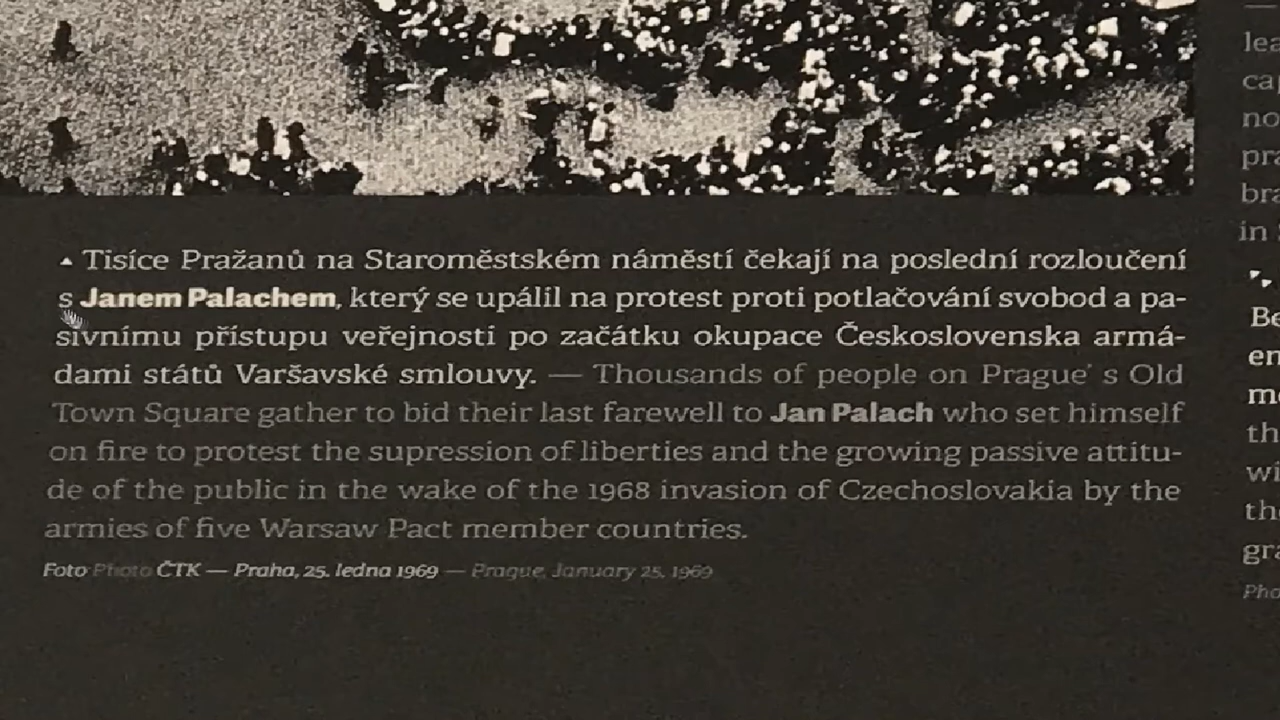 ▴ Tisíce Pražanů na Staroměstském náměstí čekají na poslední rozloučení
s Janem Palachem, který se upálil na protest proti potlačování svobod a pa-
sivnímu přístupu veřejnosti po začátku okupace Československa armá-
dami států Varšavské smlouvy. — Thousands of people on Prague' s Old
Town Square gather to bid their last farewell to Jan Palach who set himself
on fire to protest the supression of liberties and the growing passive attitu-
de of the public in the wake of the 1968 invasion of Czechoslovakia by the
armies of five Warsaw Pact member countries.
Foto Photo ČTK — Praha, 25. ledna 1969 — Prague, January 25, 1969